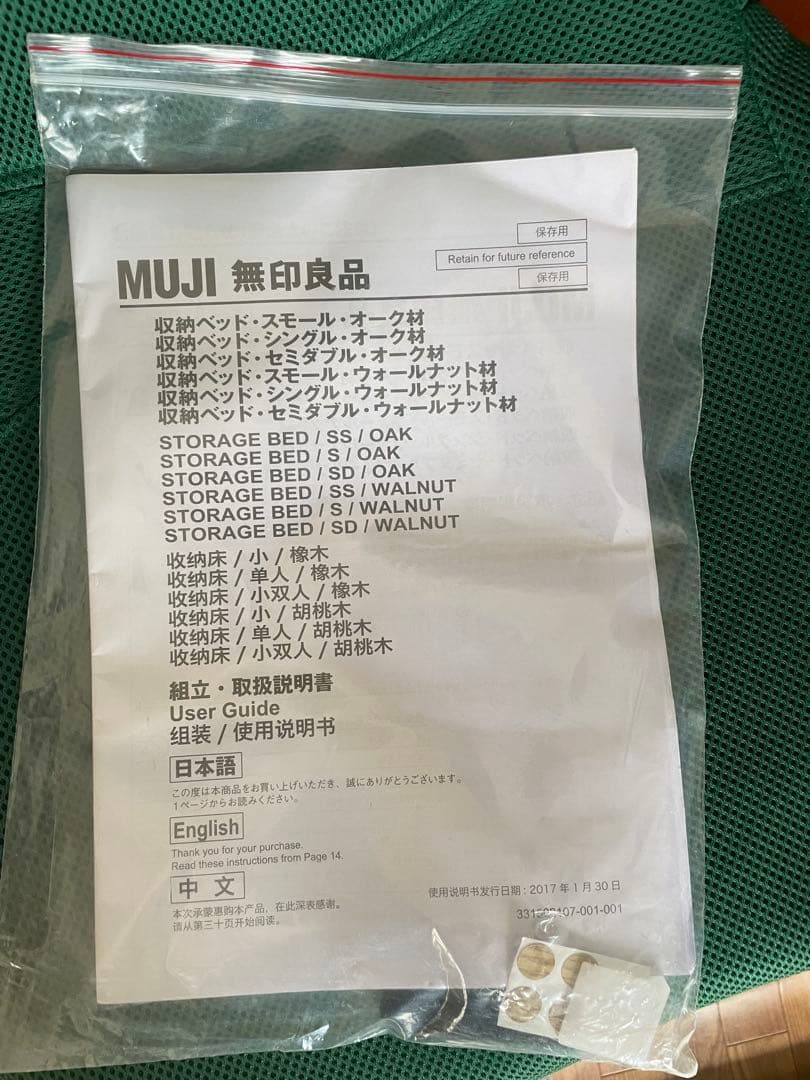 保存用
Retain for future reference
保存用
MUJI 無印良品
収納ベッド・スモール・オーク材
収納ベッド・シングル・オーク材
収納ベッド・セミダブル・オーク材
収納ベッド・スモール・ウォールナット材
収納ベッド・シングル・ウォールナット材
収納ベッド・セミダブル・ウォールナット材
STORAGE BED / SS / OAK
STORAGE BED / S / OAK
STORAGE BED / SD / OAK
STORAGE BED / SS / WALNUT
STORAGE BED / S / WALNUT
STORAGE BED / SD / WALNUT
收纳床 / 小 / 橡木
收纳床 / 单人 / 橡木
收纳床 / 小双人 / 橡木
收纳床 / 小 / 胡桃木
收纳床 / 单人 / 胡桃木
收纳床 / 小双人 / 胡桃木
組立・取扱説明書
User Guide
组装 / 使用说明书
日本語
この度は本商品をお買い上げいただき、誠にありがとうございます。
1ページからお読みください。
English
Thank you for your purchase.
Read these instructions from Page 14.
中文
本次承蒙惠购本产品，在此深表感谢。
请从第三十页开始阅读。
使用说明书发行日期 : 2017 年 1 月 30 日